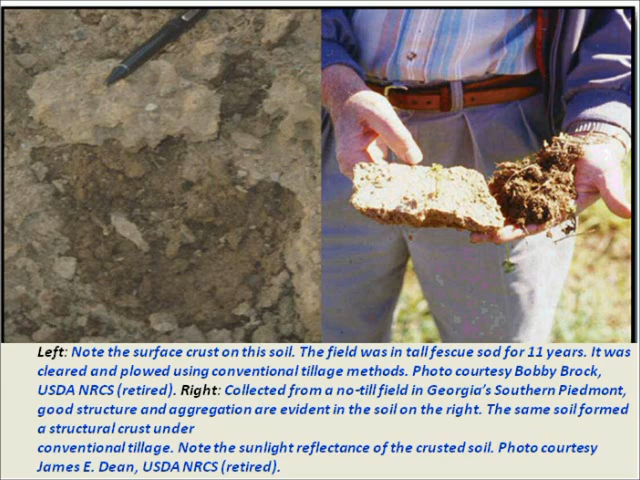 Left: Note the surface crust on this soil. The field was in tall fescue sod for 11 years. It was
cleared and plowed using conventional tillage methods. Photo courtesy Bobby Brock,
USDA NRCS (retired). Right: Collected from a no-till field in Georgia’s Southern Piedmont,
good structure and aggregation are evident in the soil on the right. The same soil formed
a structural crust under
conventional tillage. Note the sunlight reflectance of the crusted soil. Photo courtesy
James E. Dean, USDA NRCS (retired).